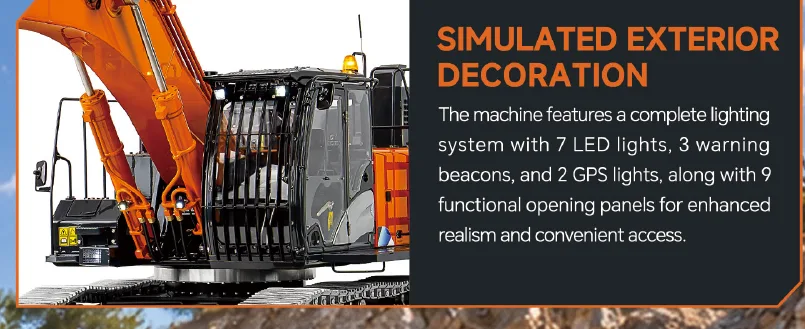 SIMULATED EXTERIOR
DECORATION
The machine features a complete lighting
system with 7 LED lights, 3 warning
beacons, and 2 GPS lights, along with 9
functional opening panels for enhanced
realism and convenient access.